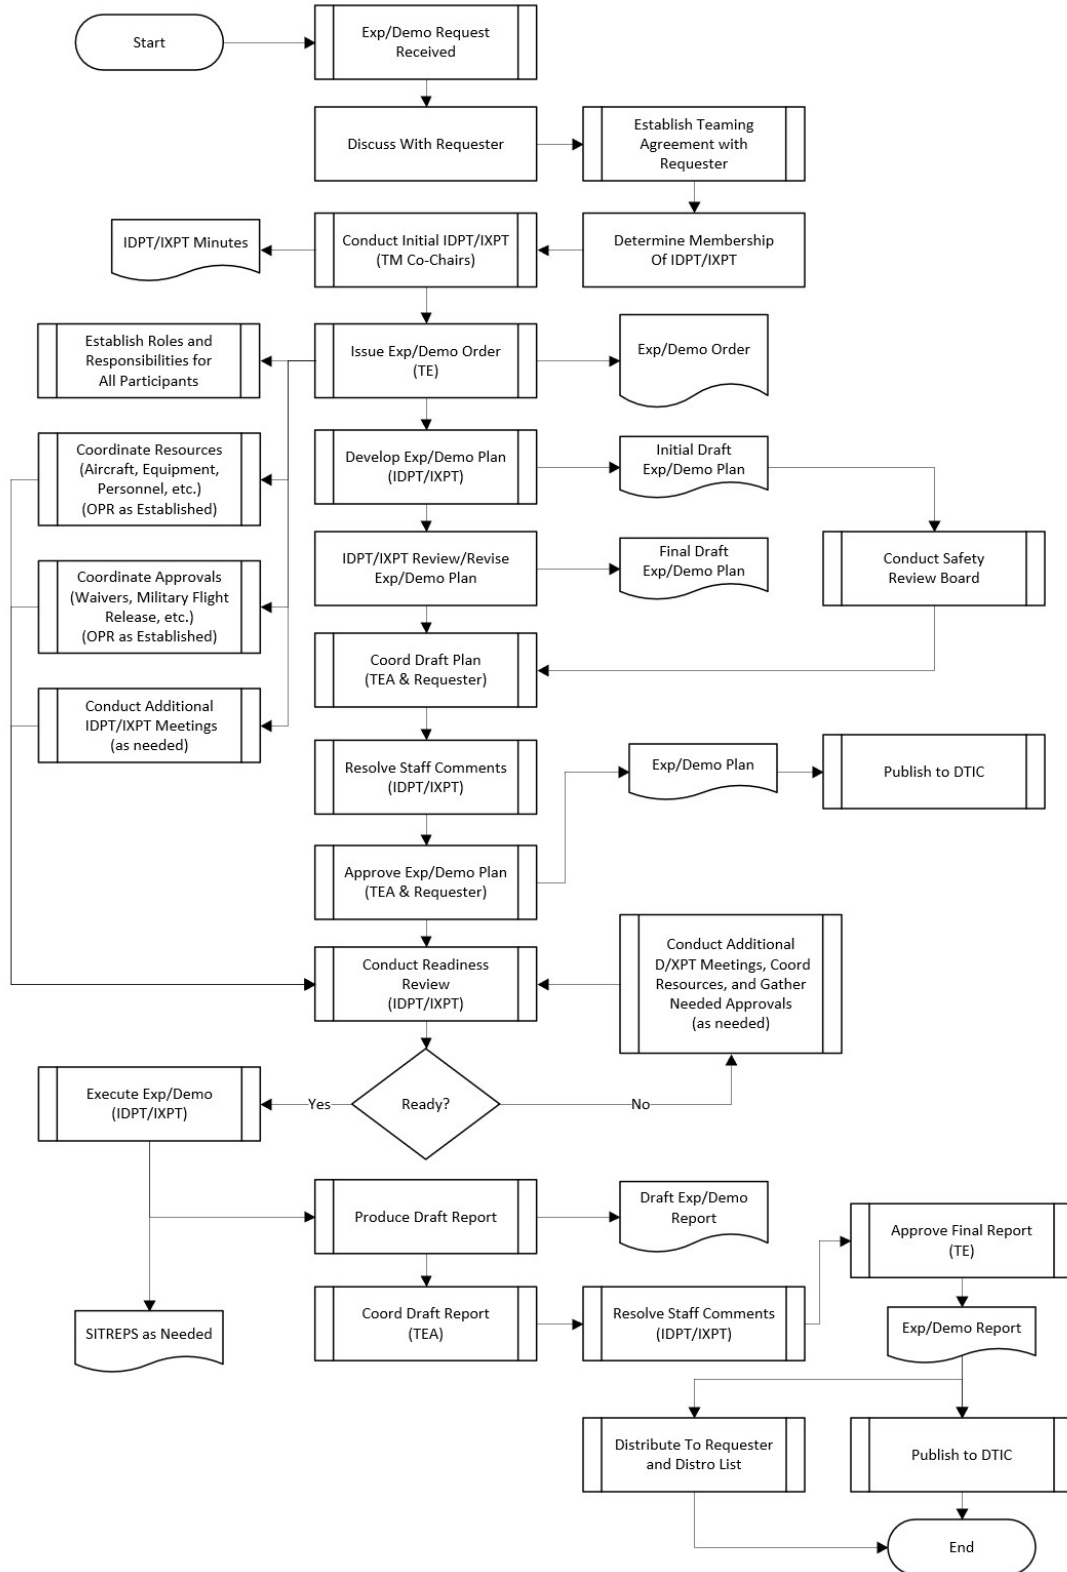 Start
Exp/Demo Request
Received
Discuss With Requester
Establish Teaming
Agreement with
Requester
IDPT/IXPT Minutes
Conduct Initial IDPT/IXPT
(TM Co-Chairs)
Determine Membership
Of IDPT/IXPT
Establish Roles and
Responsibilities for
All Participants
Issue Exp/Demo Order
(TE)
Exp/Demo Order
Coordinate Resources
(Aircraft, Equipment,
Personnel, etc.)
(OPR as Established)
Develop Exp/Demo Plan
(IDPT/IXPT)
Initial Draft
Exp/Demo Plan
Coordinate Approvals
(Waivers, Military Flight
Release, etc.)
(OPR as Established)
IDPT/IXPT Review/Revise
Exp/Demo Plan
Final Draft
Exp/Demo Plan
Conduct Safety
Review Board
Coord Draft Plan
(TEA & Requester)
Conduct Additional
IDPT/IXPT Meetings
(as needed)
Resolve Staff Comments
(IDPT/IXPT)
Exp/Demo Plan
Publish to DTIC
Approve Exp/Demo Plan
(TEA & Requester)
Conduct Readiness
Review
(IDPT/IXPT)
Conduct Additional
D/XPT Meetings, Coord
Resources, and Gather
Needed Approvals
(as needed)
Execute Exp/Demo
(IDPT/IXPT)
Yes
Ready?
No
Produce Draft Report
Draft Exp/Demo
Report
Approve Final Report
(TE)
SITREPS as Needed
Coord Draft Report
(TEA)
Resolve Staff Comments
(IDPT/IXPT)
Exp/Demo Report
Distribute To Requester
and Distro List
Publish to DTIC
End